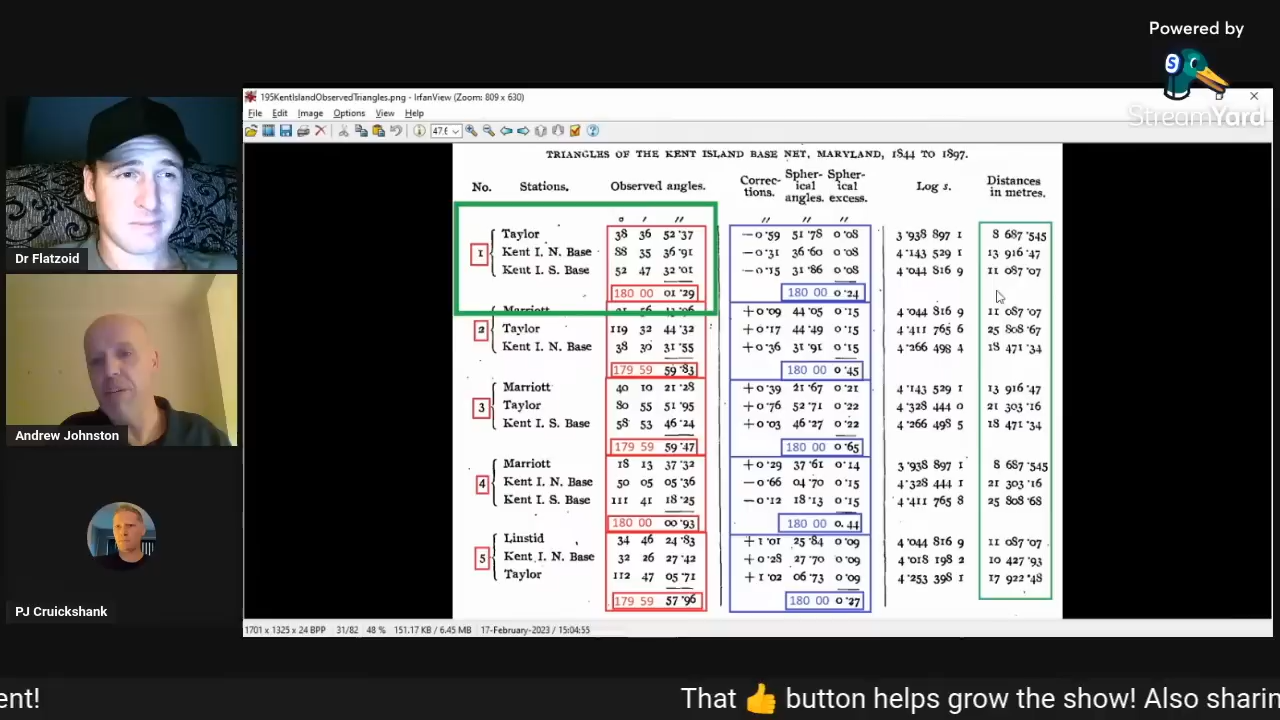 Powered by
S
StreamYard
195KentIslandObservedTriangles.png - IrfanView (Zoom: 809 x 630)
File Edit Image Options View Help
47.6
TRIANGLES OF THE KENT ISLAND BASE NET, MARYLAND, 1844 TO 1897.
No. Stations. Observed angles. Correc- tions. Spher- ical angles. Spher- ical excess. Log s. Distances in metres.
° ′ ″ ″ ″ ″
1 Taylor 38 36 52·37 −0·59 51·78 0·08 3·938 897 1 8 687·545
Kent I. N. Base 88 35 36·91 −0·31 36·60 0·08 4·143 529 1 13 916·47
Kent I. S. Base 52 47 32·01 −0·15 31·86 0·08 4·044 816 9 11 087·07
180 00 01·29 180 00 0·24
2 Marriott 21 56 +0·09 44·05 0·15 4·044 816 9 11 087·07
Taylor 119 32 44·32 +0·17 44·49 0·15 4·411 765 6 25 808·67
Kent I. N. Base 38 30 31·55 +0·36 31·91 0·15 4·266 498 4 18 471·34
179 59 59·83 180 00 0·45
3 Marriott 40 10 21·28 +0·39 21·67 0·21 4·143 529 1 13 916·47
Taylor 80 55 51·95 +0·76 52·71 0·22 4·328 444 0 21 303·16
Kent I. S. Base 58 53 46·24 +0·03 46·27 0·22 4·266 498 5 18 471·34
179 59 59·47 180 00 0·65
4 Marriott 18 13 37·32 +0·29 37·61 0·14 3·938 897 1 8 687·545
Kent I. N. Base 50 05 05·36 −0·66 04·70 0·15 4·328 444 1 21 303·16
Kent I. S. Base 111 41 18·25 −0·12 18·13 0·15 4·411 765 8 25 808·68
180 00 00·93 180 00 0.44
5 Linstid 34 46 24·83 +1·01 25·84 0·09 4·044 816 9 11 087·07
Kent I. N. Base 32 26 27·42 +0·28 27·70 0·09 4·018 198 2 10 427·93
Taylor 112 47 05·71 +1·02 06·73 0·09 4·253 398 1 17 922·48
179 59 57·96 180 00 0·27
1701 x 1325 x 24 BPP 31/82 48 % 151.17 KB / 6.45 MB 17-February-2023 / 15:04:55
Dr Flatzoid
Andrew Johnston
PJ Cruickshank
ent! That 👍 button helps grow the show! Also sharin